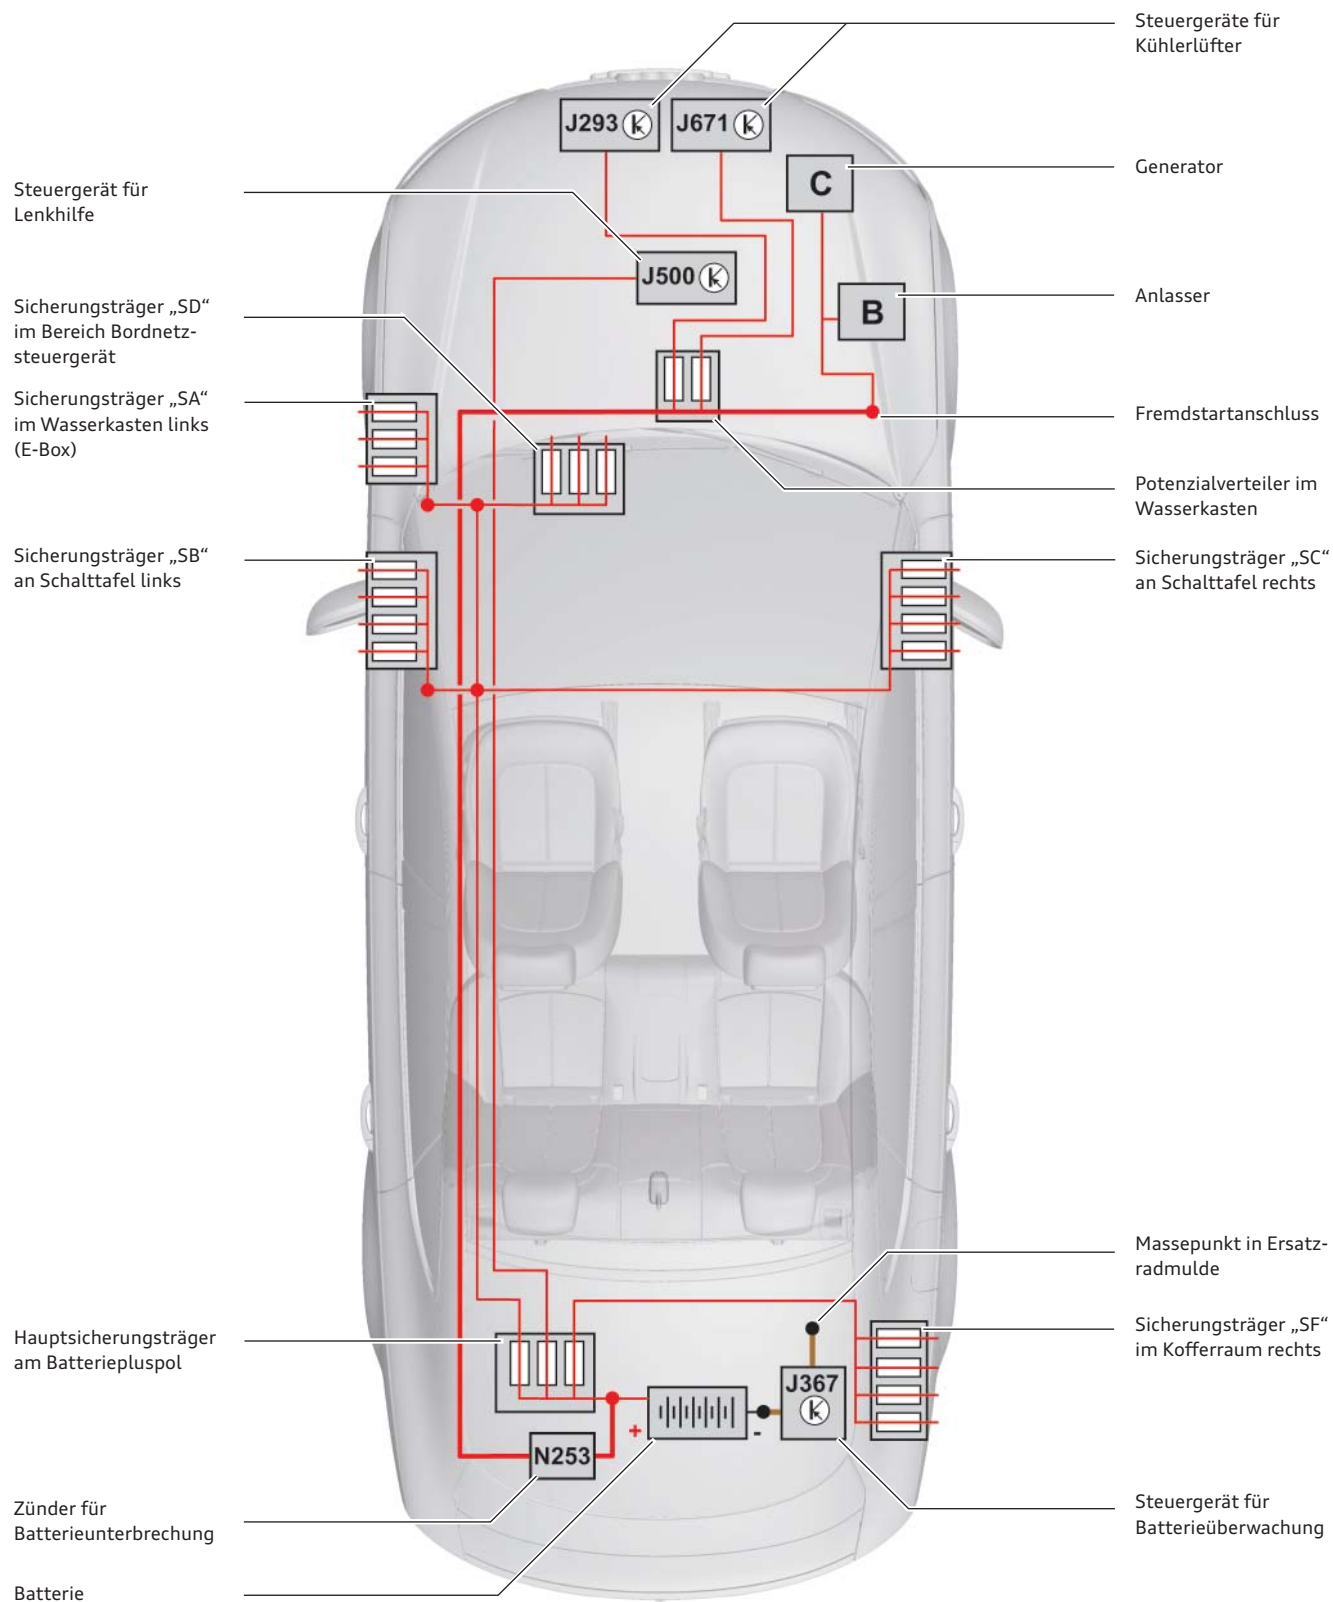 Steuergeräte für
Kühlerlüfter
J293
J671
Generator
C
Steuergerät für
Lenkhilfe
J500
Anlasser
B
Sicherungsträger „SD“
im Bereich Bordnetz-
steuergerät
Sicherungsträger „SA“
im Wasserkasten links
(E-Box)
Fremdstartanschluss
Potenzialverteiler im
Wasserkasten
Sicherungsträger „SB“
an Schalttafel links
Sicherungsträger „SC“
an Schalttafel rechts
Massepunkt in Ersatz-
radmulde
Hauptsicherungsträger
am Batteriepluspol
Sicherungsträger „SF“
im Kofferraum rechts
J367
+
-
N253
Zünder für
Batterieunterbrechung
Steuergerät für
Batterieüberwachung
Batterie